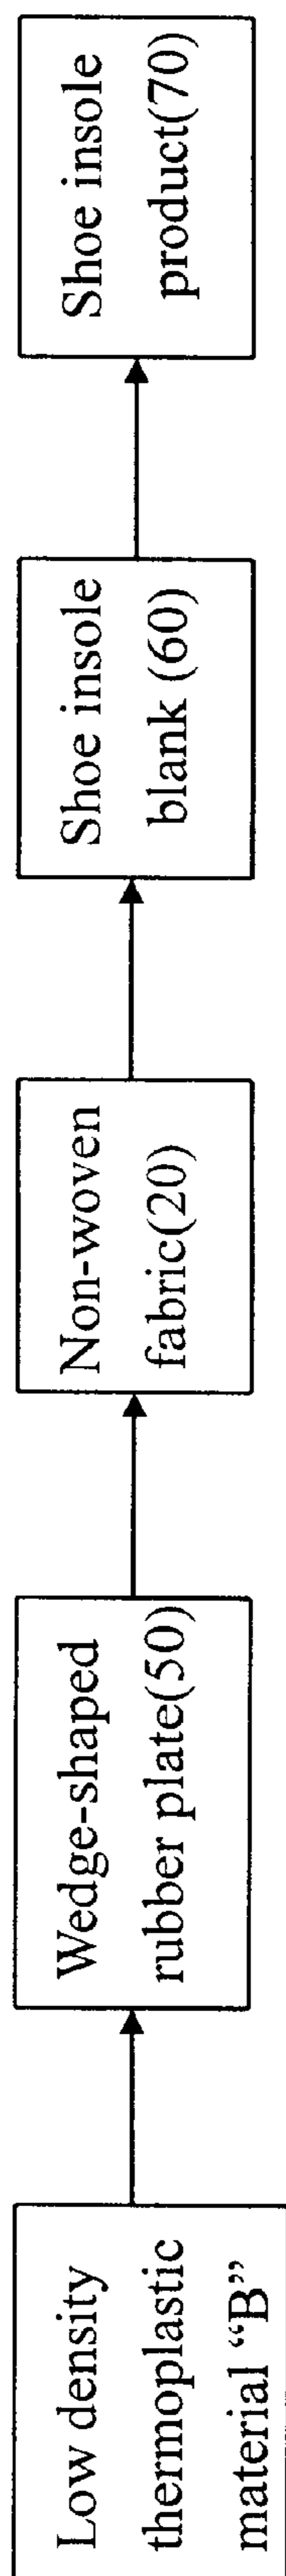 Low density
thermoplastic
material “B”
Wedge-shaped
rubber plate(50)
Non-woven
fabric(20)
Shoe insole
blank (60)
Shoe insole
product(70)